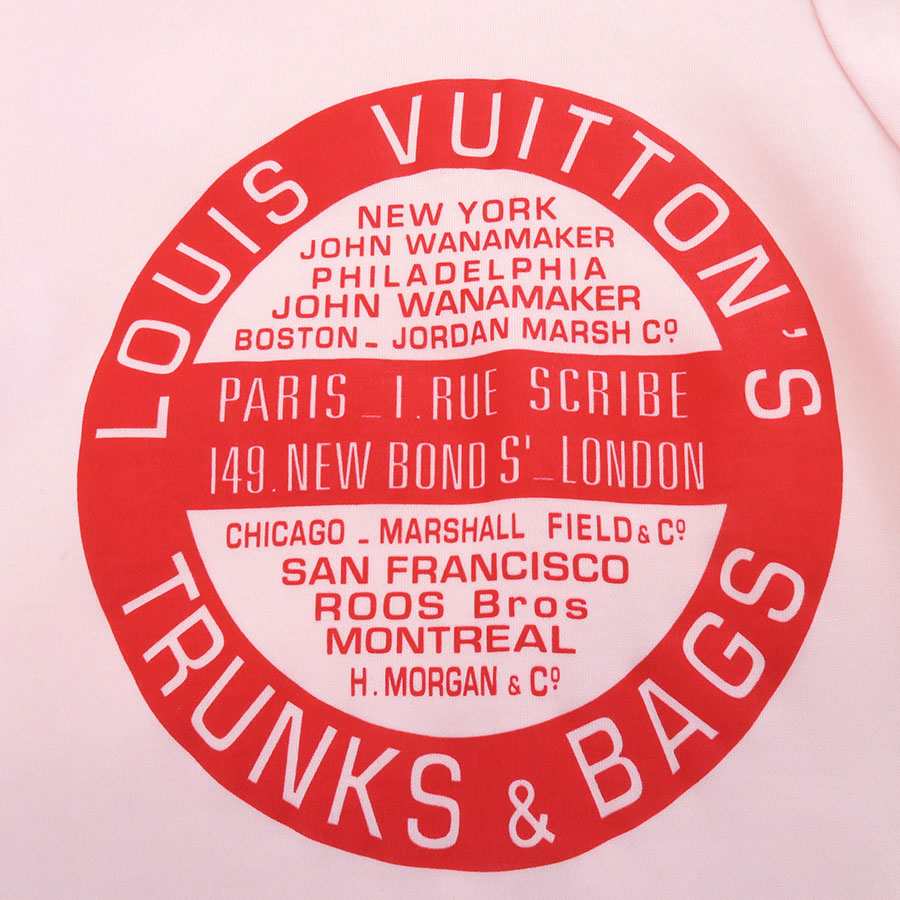 LOUIS VUITTON'S
NEW YORK
JOHN WANAMAKER
PHILADELPHIA
JOHN WANAMAKER
BOSTON _ JORDAN MARSH Cº
PARIS _ 1. RUE SCRIBE
149. NEW BOND S' _ LONDON
CHICAGO _ MARSHALL FIELD & Cº
SAN FRANCISCO
ROOS Bros
MONTREAL
H. MORGAN & Cº
TRUNKS & BAGS